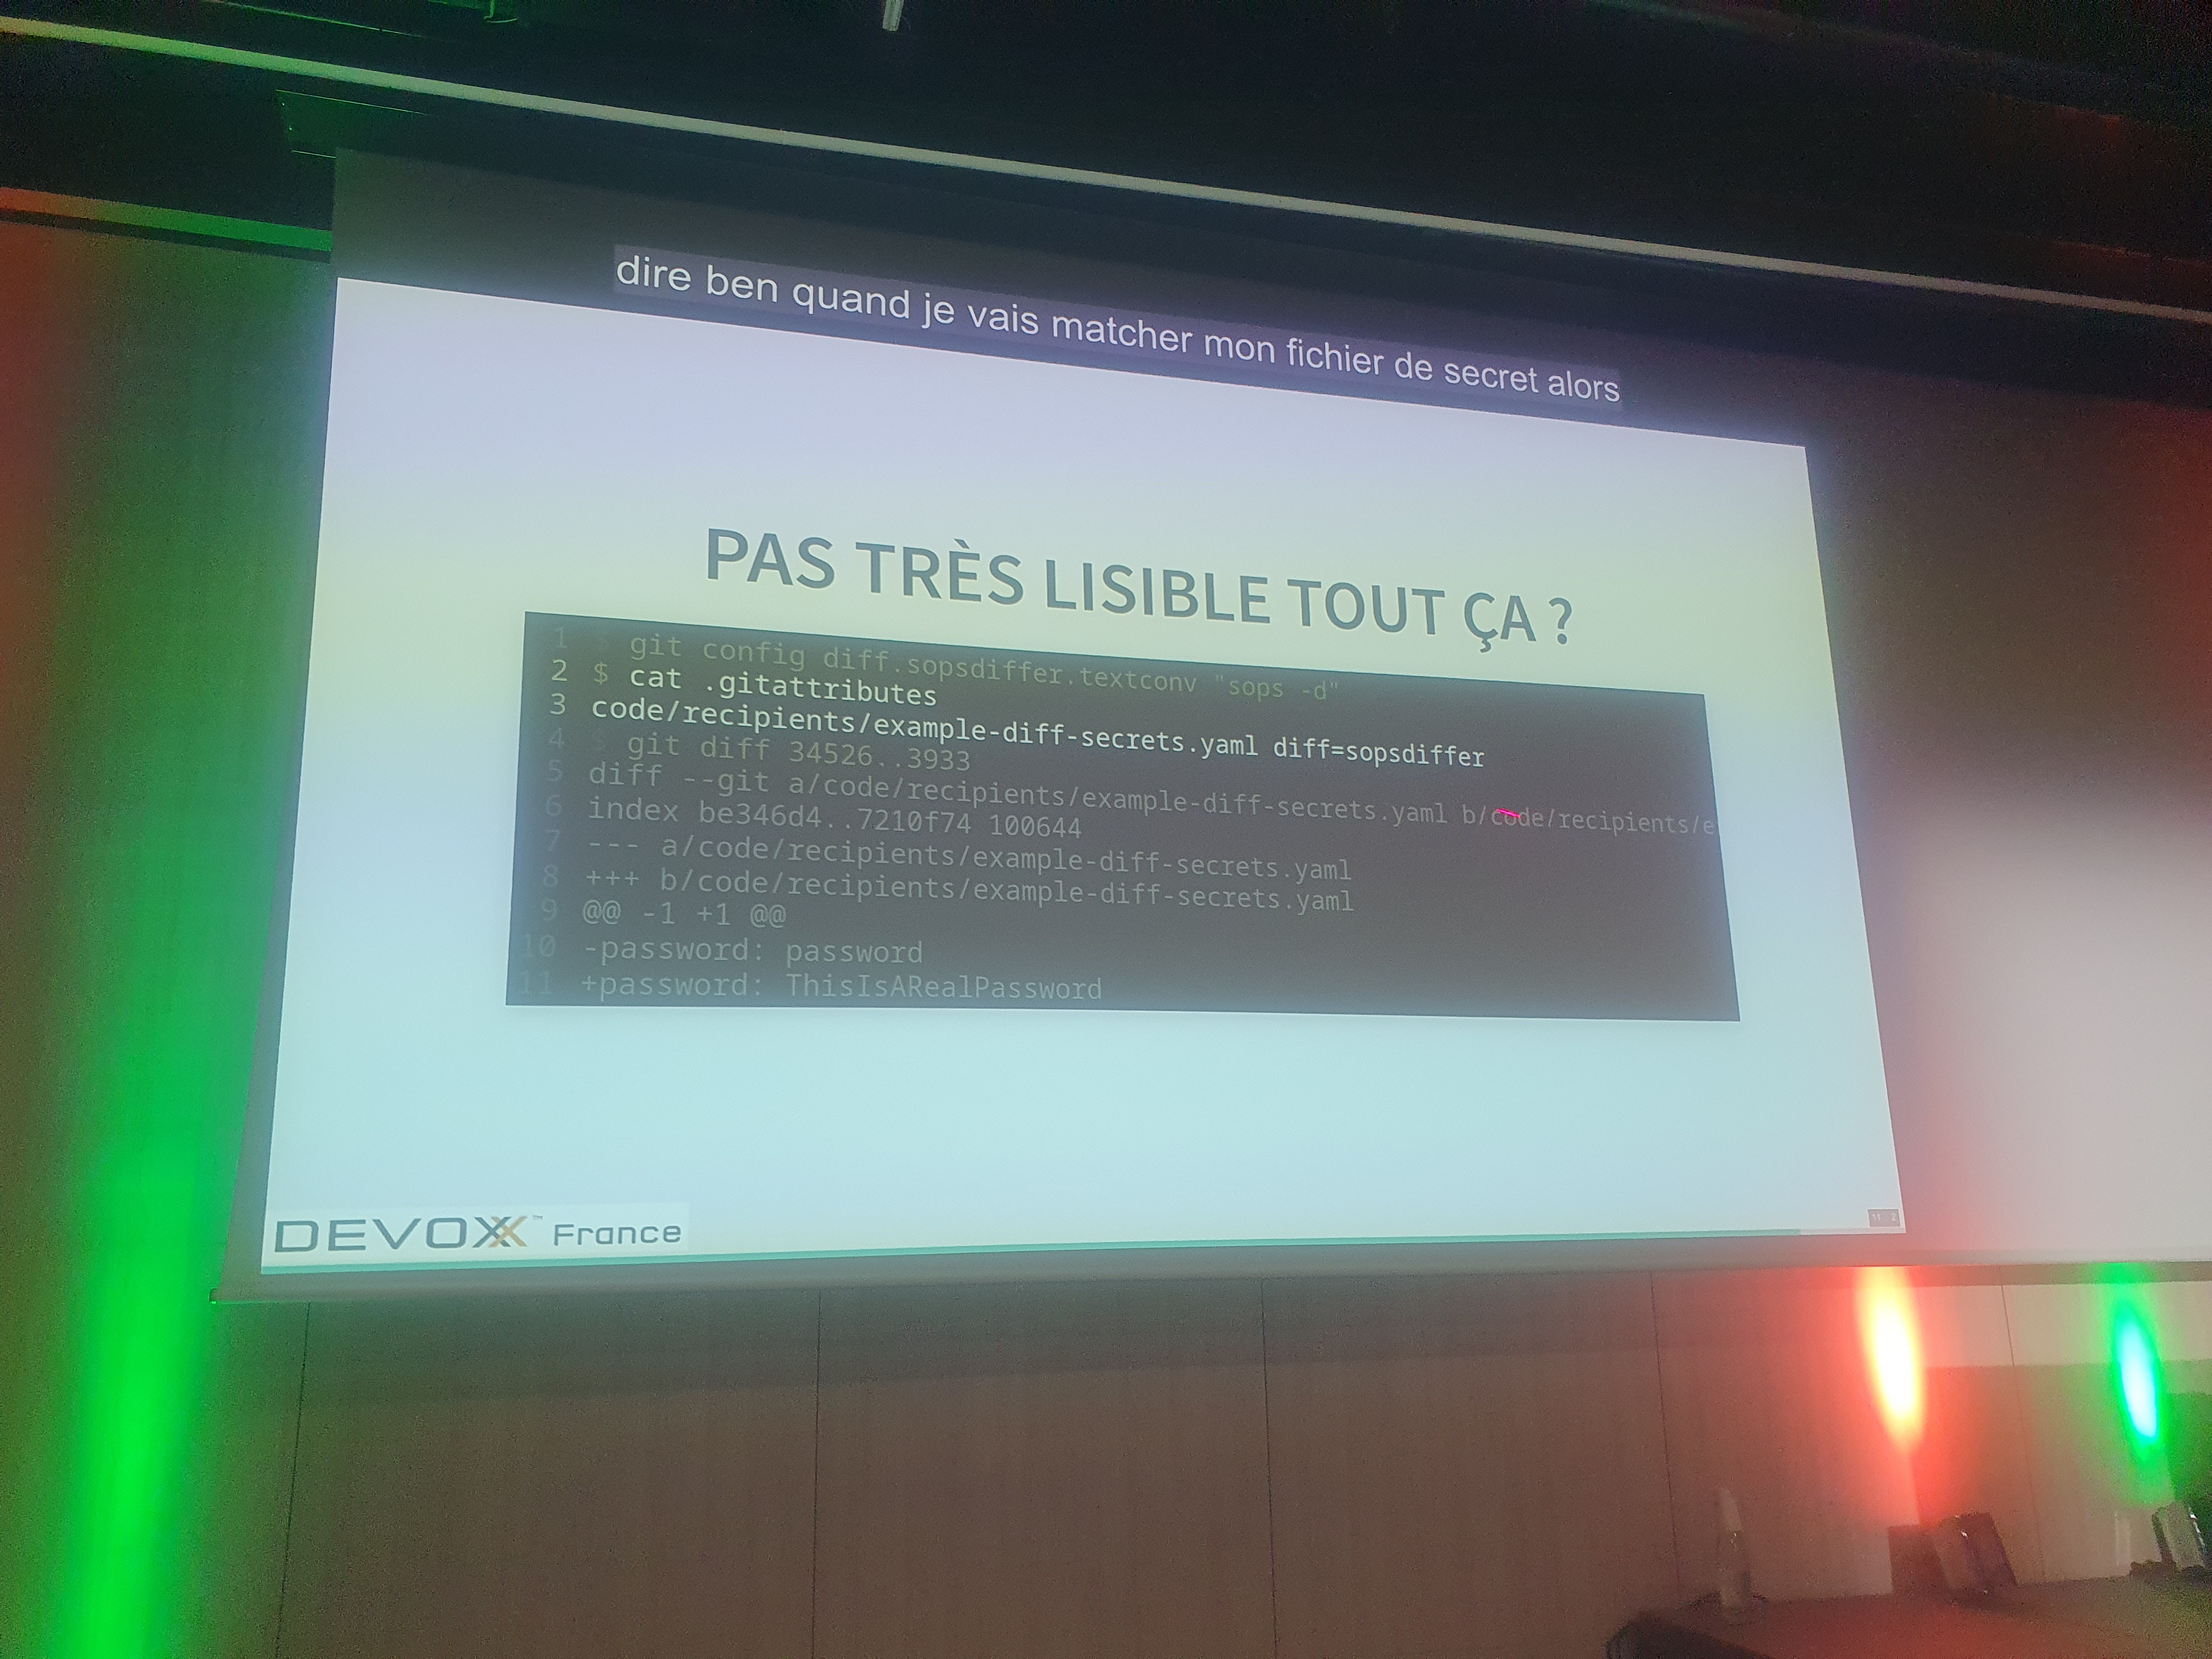 dire ben quand je vais matcher mon fichier de secret alors
PAS TRÈS LISIBLE TOUT ÇA ?
1 $ git config diff.sopsdiffer.textconv "sops -d"
2 $ cat .gitattributes
3 code/recipients/example-diff-secrets.yaml diff=sopsdiffer
4 $ git diff 34526..3933
5 diff --git a/code/recipients/example-diff-secrets.yaml b/code/recipients/e
6 index be346d4..7210f74 100644
7 --- a/code/recipients/example-diff-secrets.yaml
8 +++ b/code/recipients/example-diff-secrets.yaml
9 @@ -1 +1 @@
10 -password: password
11 +password: ThisIsARealPassword
DEVOXX™ France